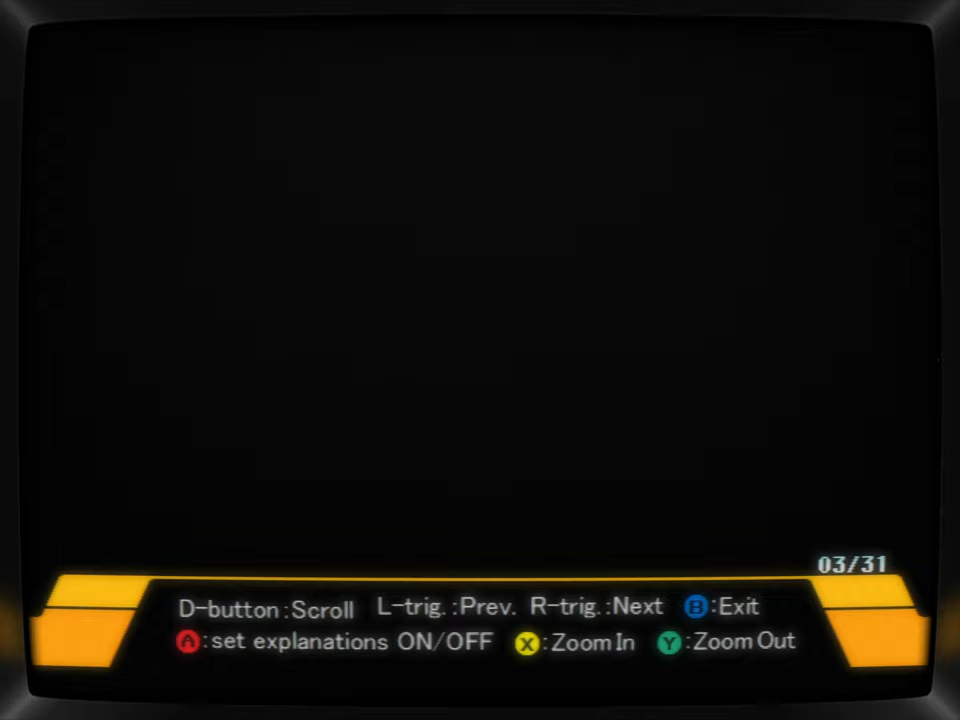 03/31
D-button:Scroll L-trig.:Prev. R-trig.:Next B:Exit
A:set explanations ON/OFF X:Zoom In Y:Zoom Out